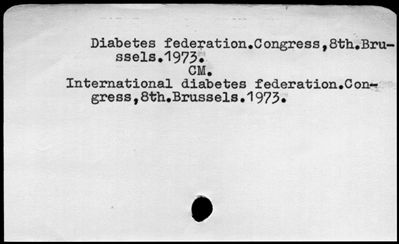 Diabetes federation.Congress,8th.Bru-
ssels.1973.
CM.
International diabetes federation.Con-
gress,8th.Brussels.1973.